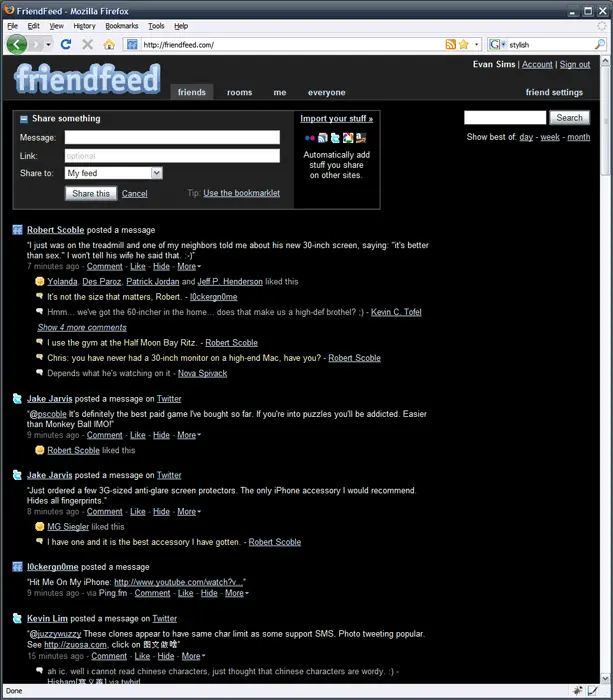 FriendFeed - Mozilla Firefox
File Edit View History Bookmarks Tools Help
http://friendfeed.com/
stylish
Evan Sims | Account | Sign out
friendfeed
friends rooms me everyone friend settings
Share something
Message:
Link: optional
Share to: My feed
Share this Cancel Tip: Use the bookmarklet
Import your stuff »
Automatically add
stuff you share
on other sites.
Search
Show best of: day - week - month
Robert Scoble posted a message
"I just was on the treadmill and one of my neighbors told me about his new 30-inch screen, saying: "it's better
than sex." I won't tell his wife he said that. :-)"
7 minutes ago - Comment - Like - Hide - More
Yolanda, Des Paroz, Patrick Jordan and Jeff P. Henderson liked this
It's not the size that matters, Robert. - l0ckergn0me
Hmm... we've got the 60-incher in the home... does that make us a high-def brothel? ;) - Kevin C. Tofel
Show 4 more comments
I use the gym at the Half Moon Bay Ritz. - Robert Scoble
Chris: you have never had a 30-inch monitor on a high-end Mac, have you? - Robert Scoble
Depends what he's watching on it - Nova Spivack
Jake Jarvis posted a message on Twitter
"@pscoble It's definitely the best paid game I've bought so far. If you're into puzzles you'll be addicted. Easier
than Monkey Ball IMO!"
9 minutes ago - Comment - Like - Hide - More
Robert Scoble liked this
Jake Jarvis posted a message on Twitter
"Just ordered a few 3G-sized anti-glare screen protectors. The only iPhone accessory I would recommend.
Hides all fingerprints."
8 minutes ago - Comment - Like - Hide - More
MG Siegler liked this
I have one and it is the best accessory I have gotten. - Robert Scoble
l0ckergn0me posted a message
"Hit Me On My iPhone: http://www.youtube.com/watch?v..."
9 minutes ago - via Ping.fm - Comment - Like - Hide - More
Kevin Lim posted a message on Twitter
"@juzzywuzzy These clones appear to have same char limit as some support SMS. Photo tweeting popular.
See http://zuosa.com, click on 图文做啥"
15 minutes ago - Comment - Like - Hide - More
ah ic. well i cannot read chinese characters, just thought that chinese characters are wordy. :) -
Hisham via twhirl
Done